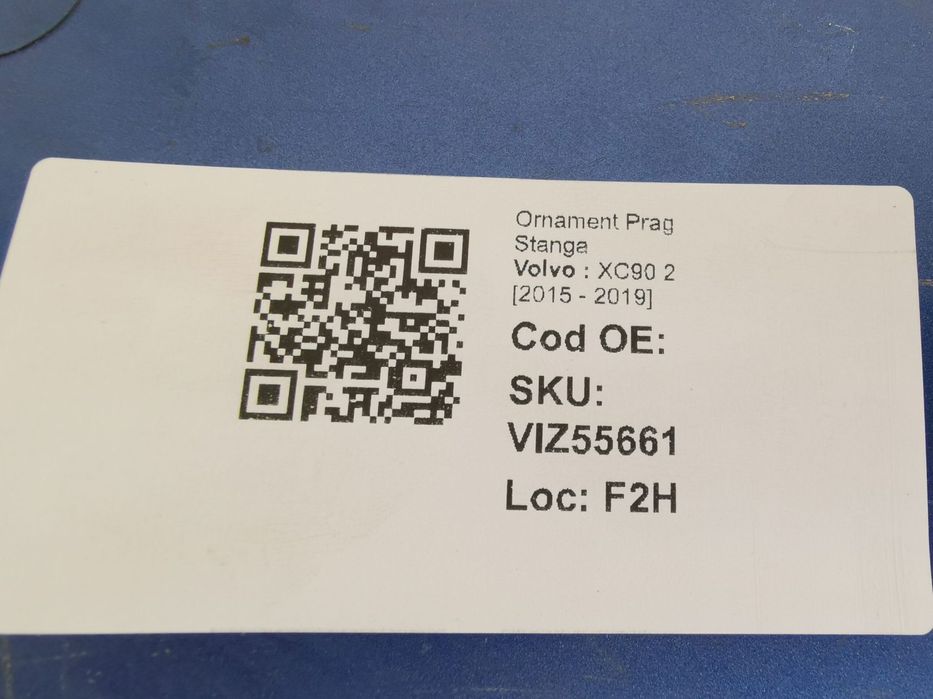 Ornament Prag
Stanga
Volvo : XC90 2
[2015 - 2019]
Cod OE:
SKU:
VIZ55661
Loc: F2H